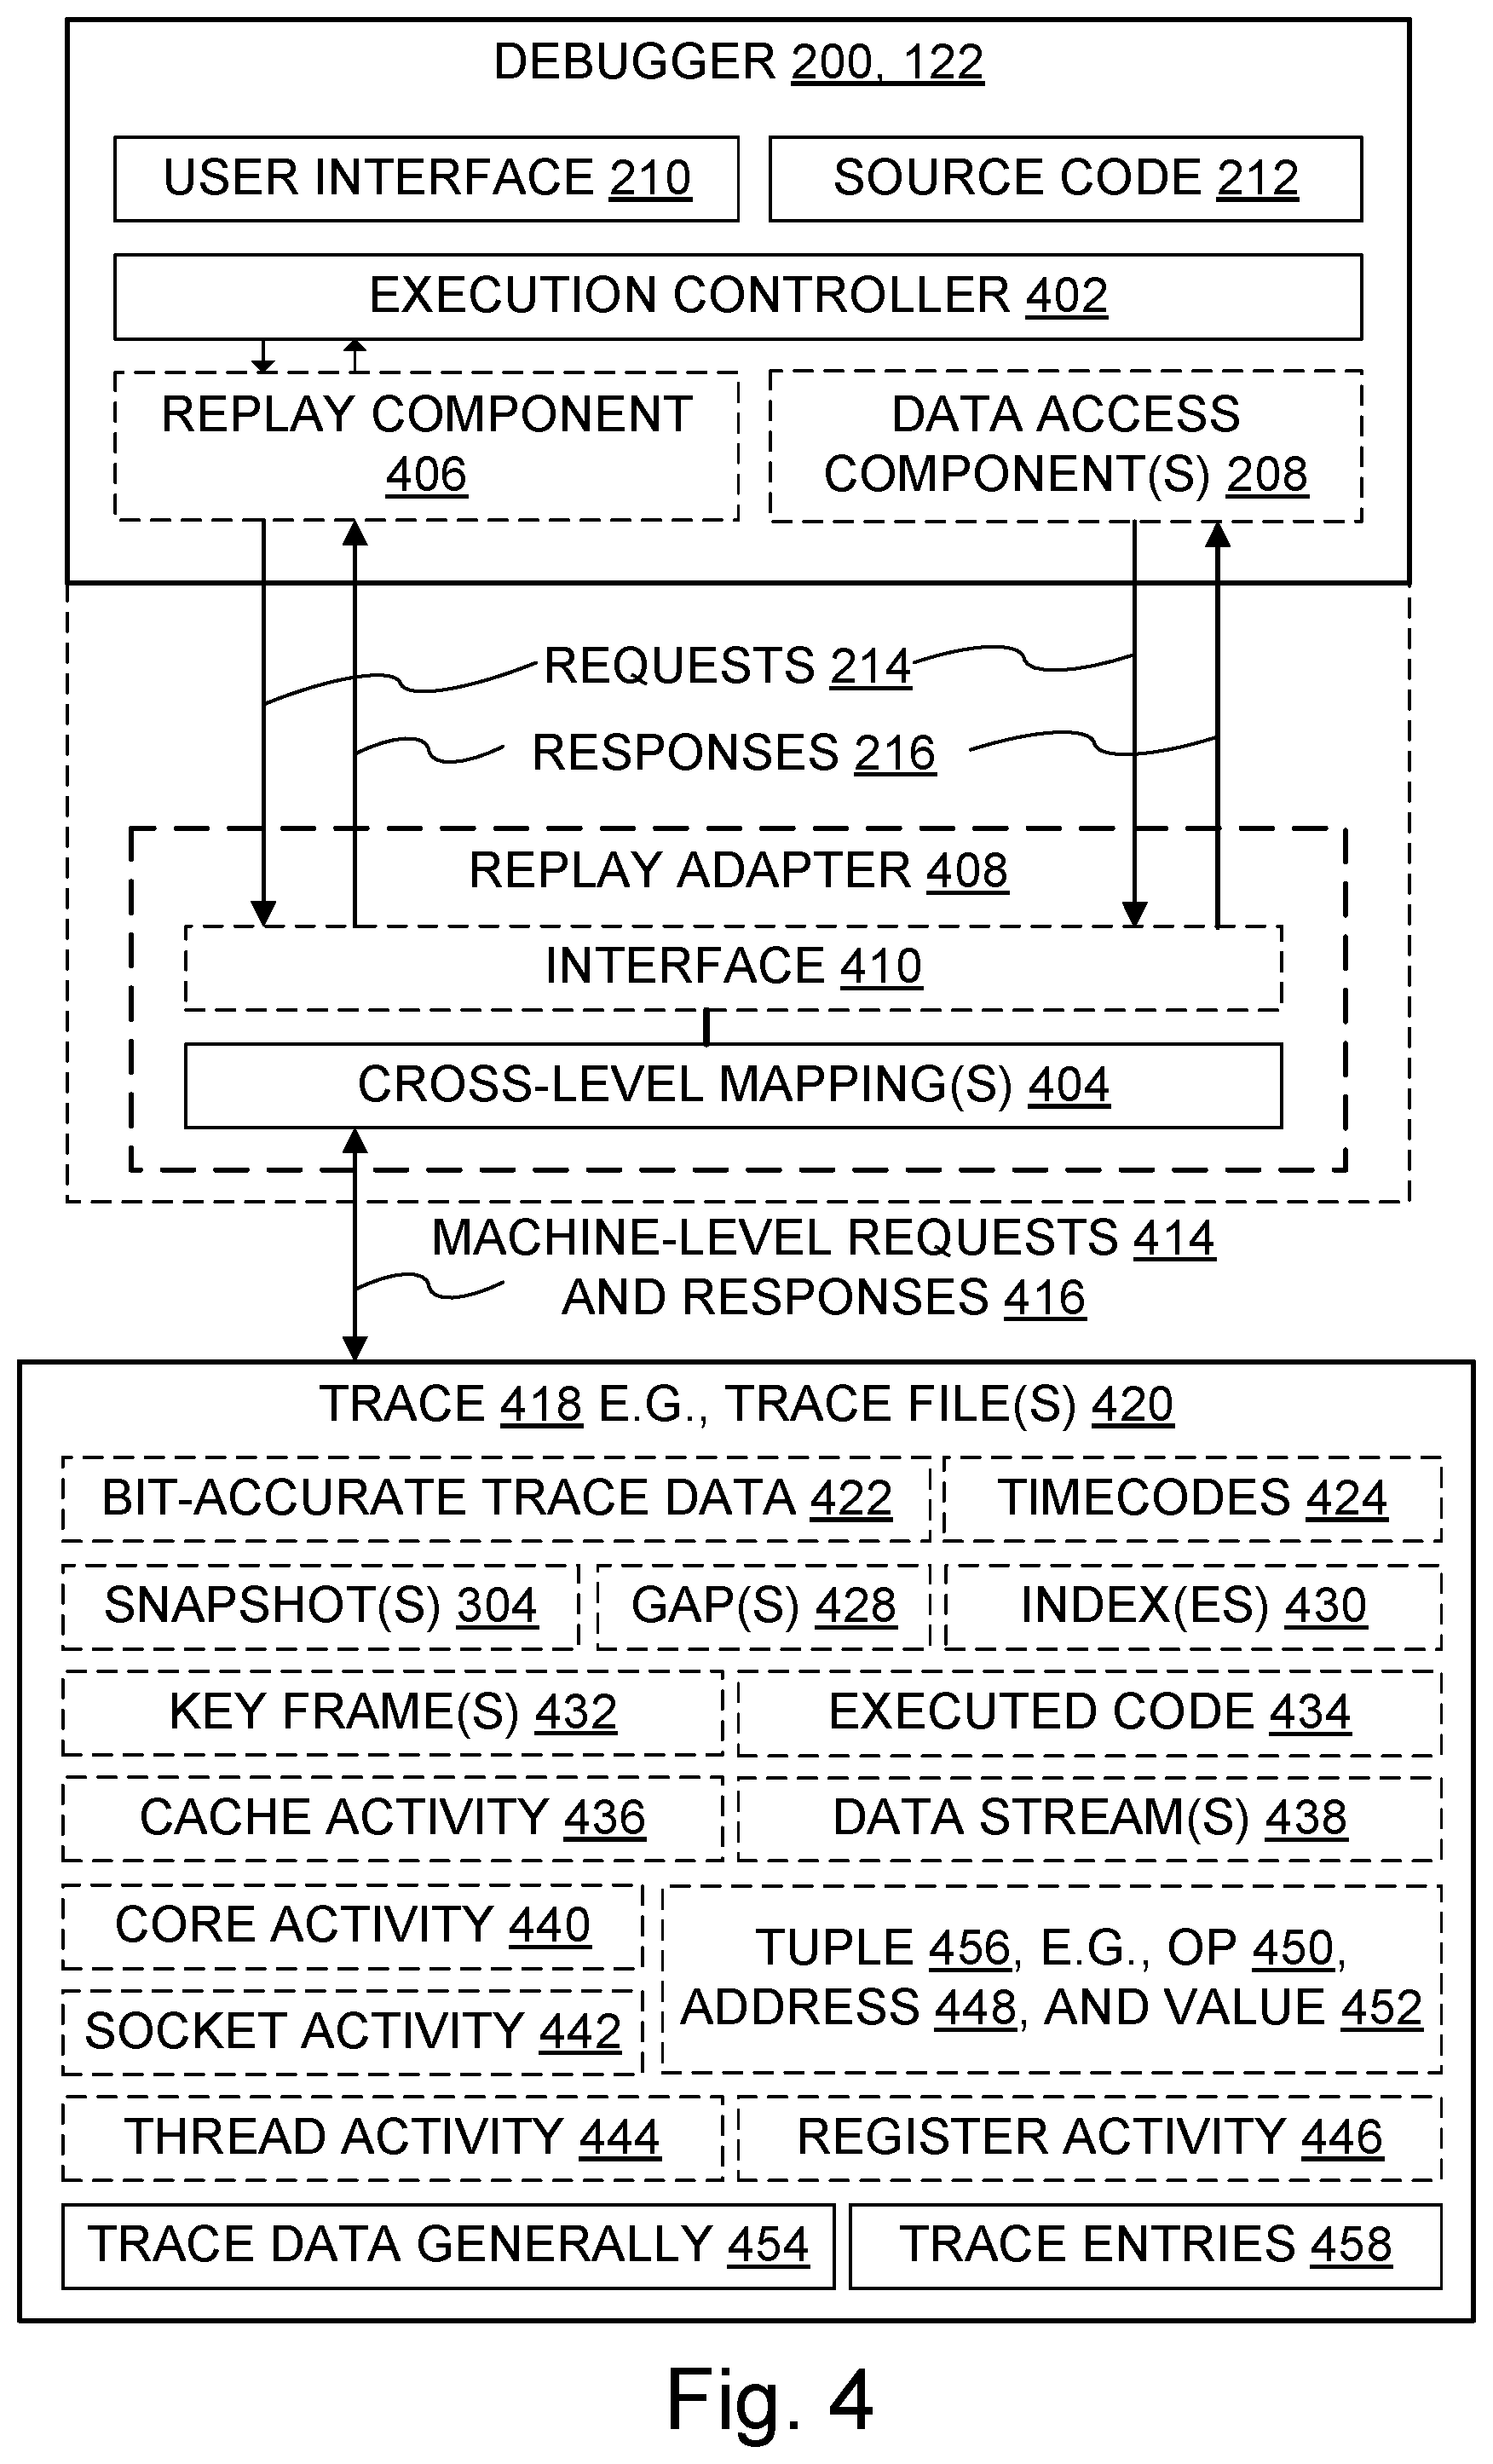 DEBUGGER 200, 122
USER INTERFACE 210
SOURCE CODE 212
EXECUTION CONTROLLER 402
REPLAY COMPONENT
406
DATA ACCESS
COMPONENT(S) 208
REQUESTS 214
RESPONSES 216
REPLAY ADAPTER 408
INTERFACE 410
CROSS-LEVEL MAPPING(S) 404
MACHINE-LEVEL REQUESTS 414
AND RESPONSES 416
TRACE 418 E.G., TRACE FILE(S) 420
BIT-ACCURATE TRACE DATA 422
TIMECODES 424
SNAPSHOT(S) 304
GAP(S) 428
INDEX(ES) 430
KEY FRAME(S) 432
EXECUTED CODE 434
CACHE ACTIVITY 436
DATA STREAM(S) 438
CORE ACTIVITY 440
SOCKET ACTIVITY 442
TUPLE 456, E.G., OP 450,
ADDRESS 448, AND VALUE 452
THREAD ACTIVITY 444
REGISTER ACTIVITY 446
TRACE DATA GENERALLY 454
TRACE ENTRIES 458
Fig. 4